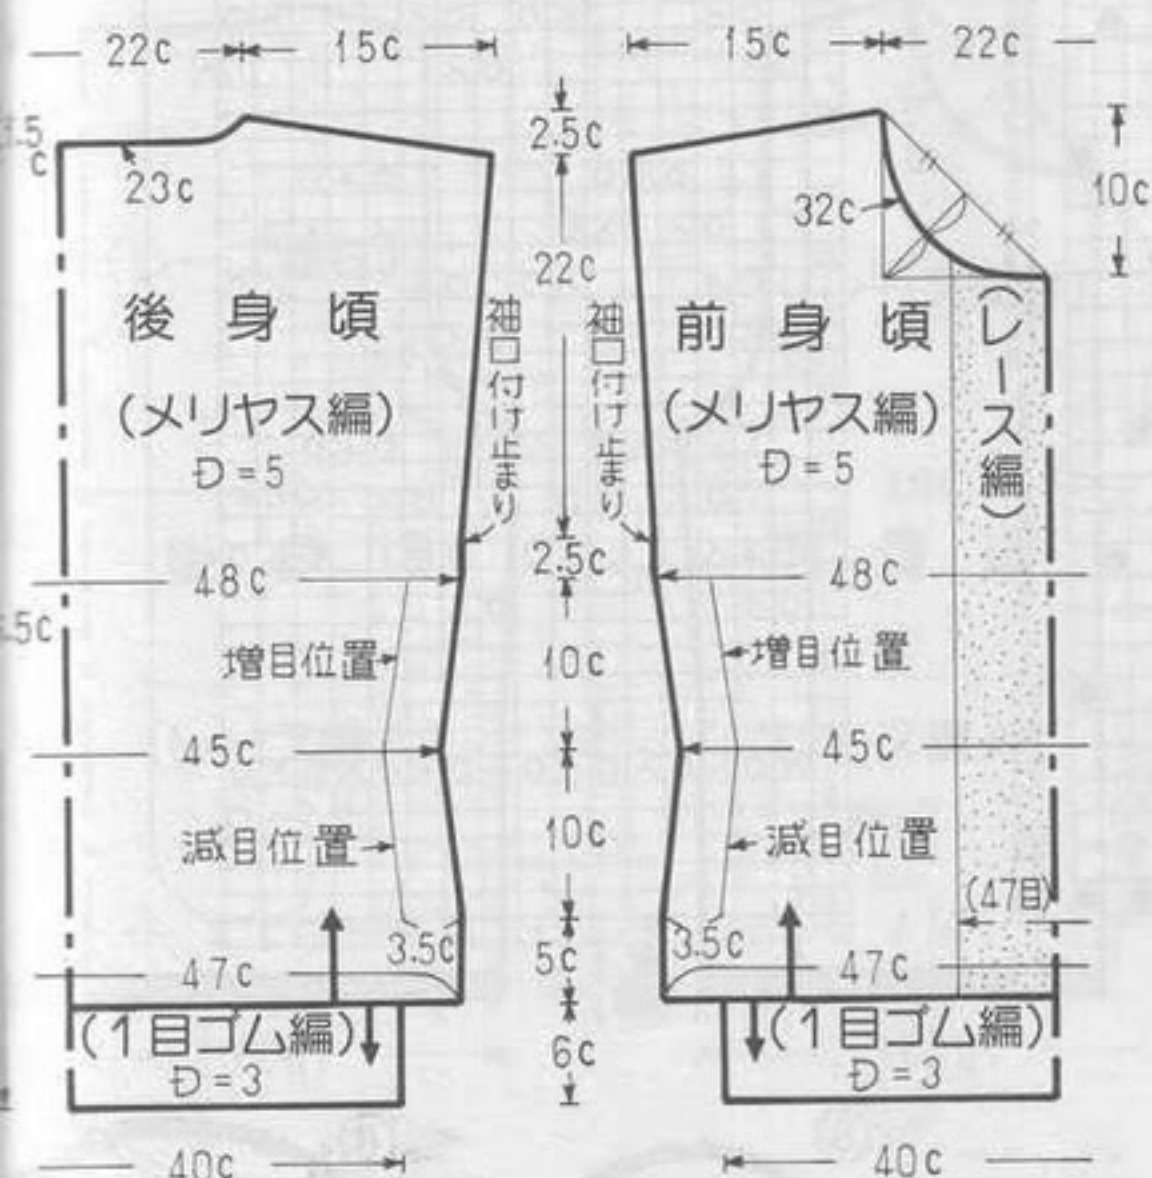 22c 15c 15c 22c
2.5c
23c
32c
10c
22c
後身頃
(メリヤス編)
Ð=5
袖口付け止まり
袖口付け止まり
前身頃
(メリヤス編)
Ð=5
(レース編)
2.5c
48c
48c
増目位置
10c
増目位置
45c
45c
減目位置
10c
減目位置
(47目)
3.5c
5c
3.5c
47c
47c
(1目ゴム編)
Ð=3
6c
(1目ゴム編)
Ð=3
40c
40c